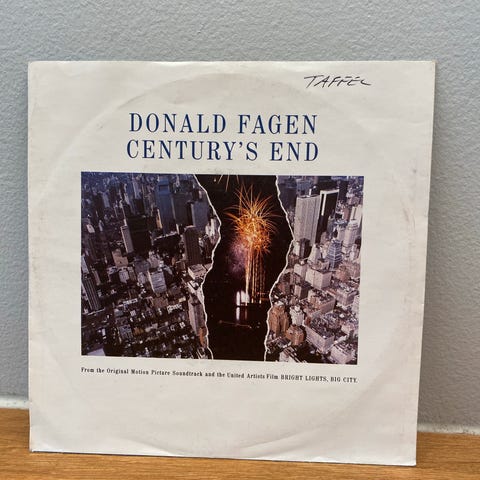 TAFFĒL
DONALD FAGEN
CENTURY'S END
From the Original Motion Picture Soundtrack and the United Artists Film BRIGHT LIGHTS, BIG CITY.